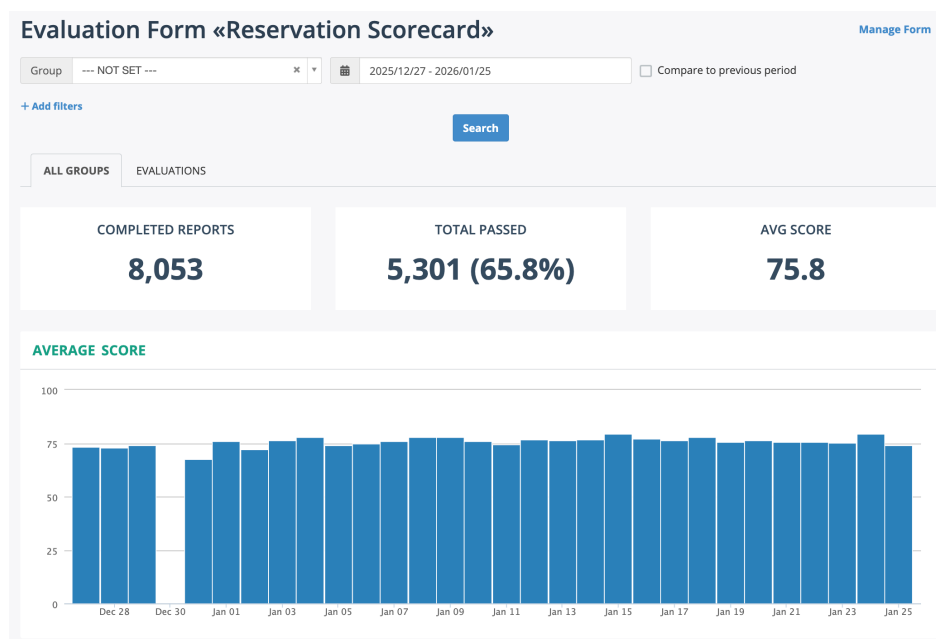 Evaluation Form «Reservation Scorecard»
Manage Form
Group --- NOT SET --- × ▼ 2025/12/27 - 2026/01/25 Compare to previous period
+ Add filters
Search
ALL GROUPS EVALUATIONS
COMPLETED REPORTS TOTAL PASSED AVG SCORE
8,053 5,301 (65.8%) 75.8
AVERAGE SCORE
100
75
50
25
0
Dec 28 Dec 30 Jan 01 Jan 03 Jan 05 Jan 07 Jan 09 Jan 11 Jan 13 Jan 15 Jan 17 Jan 19 Jan 21 Jan 23 Jan 25